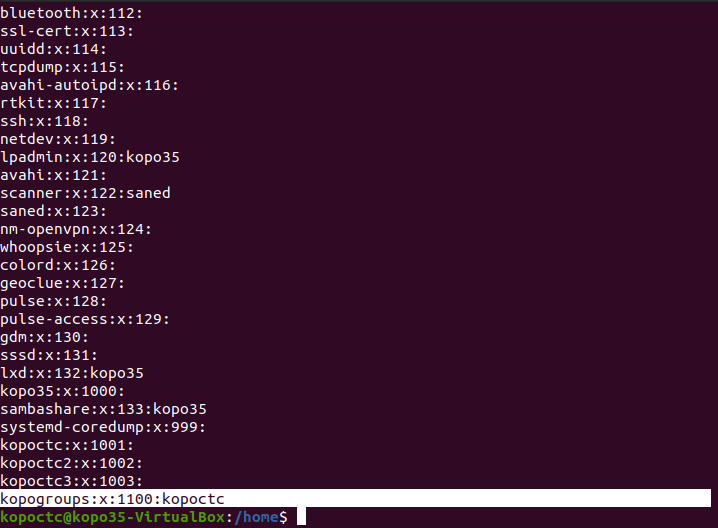 bluetooth:x:112:
ssl-cert:x:113:
uuidd:x:114:
tcpdump:x:115:
avahi-autoipd:x:116:
rtkit:x:117:
ssh:x:118:
netdev:x:119:
lpadmin:x:120:kopo35
avahi:x:121:
scanner:x:122:saned
saned:x:123:
nm-openvpn:x:124:
whoopsie:x:125:
colord:x:126:
geoclue:x:127:
pulse:x:128:
pulse-access:x:129:
gdm:x:130:
sssd:x:131:
lxd:x:132:kopo35
kopo35:x:1000:
sambashare:x:133:kopo35
systemd-coredump:x:999:
kopoctc:x:1001:
kopoctc2:x:1002:
kopoctc3:x:1003:
kopogroups:x:1100:kopoctc
kopoctc@kopo35-VirtualBox:/home$